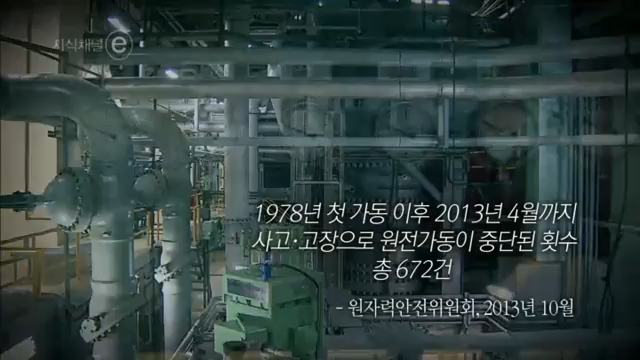 지식채널 e
1978년 첫 가동 이후 2013년 4월까지
사고·고장으로 원전가동이 중단된 횟수
총 672건
- 원자력안전위원회, 2013년 10월